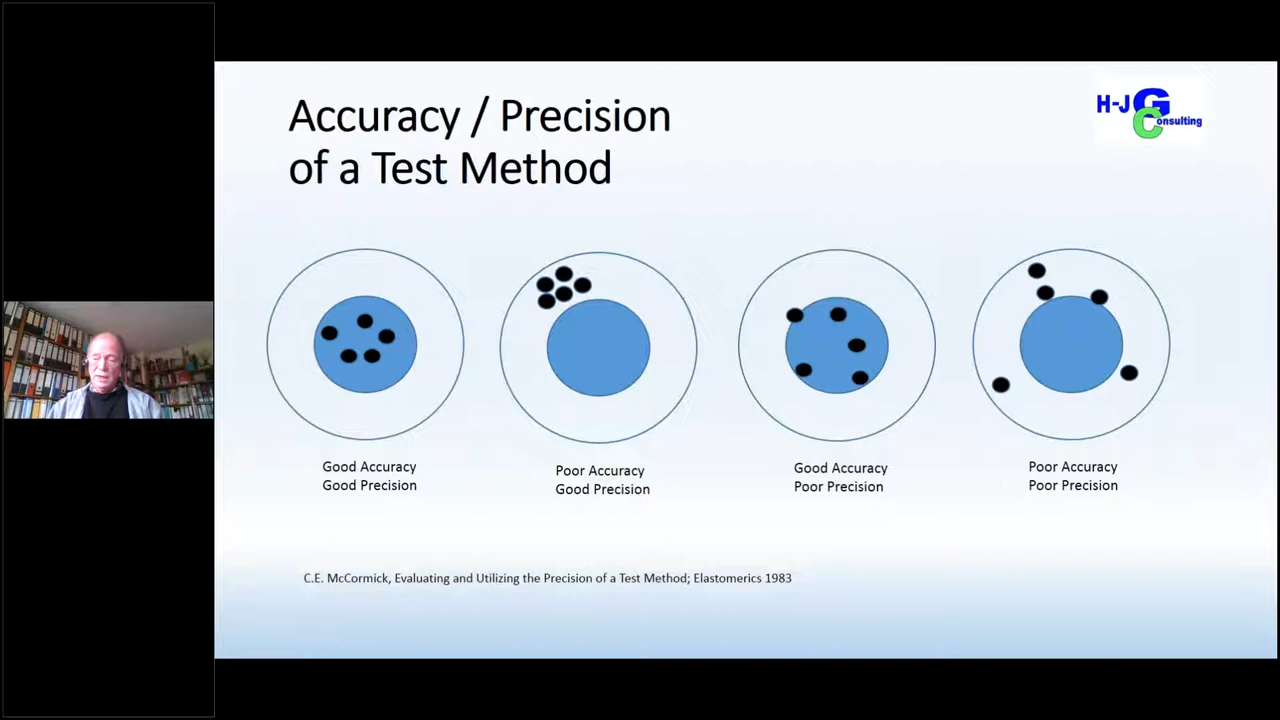 Accuracy / Precision
of a Test Method
H-J G
Consulting
Good Accuracy
Good Precision
Poor Accuracy
Good Precision
Good Accuracy
Poor Precision
Poor Accuracy
Poor Precision
C.E. McCormick, Evaluating and Utilizing the Precision of a Test Method; Elastomerics 1983